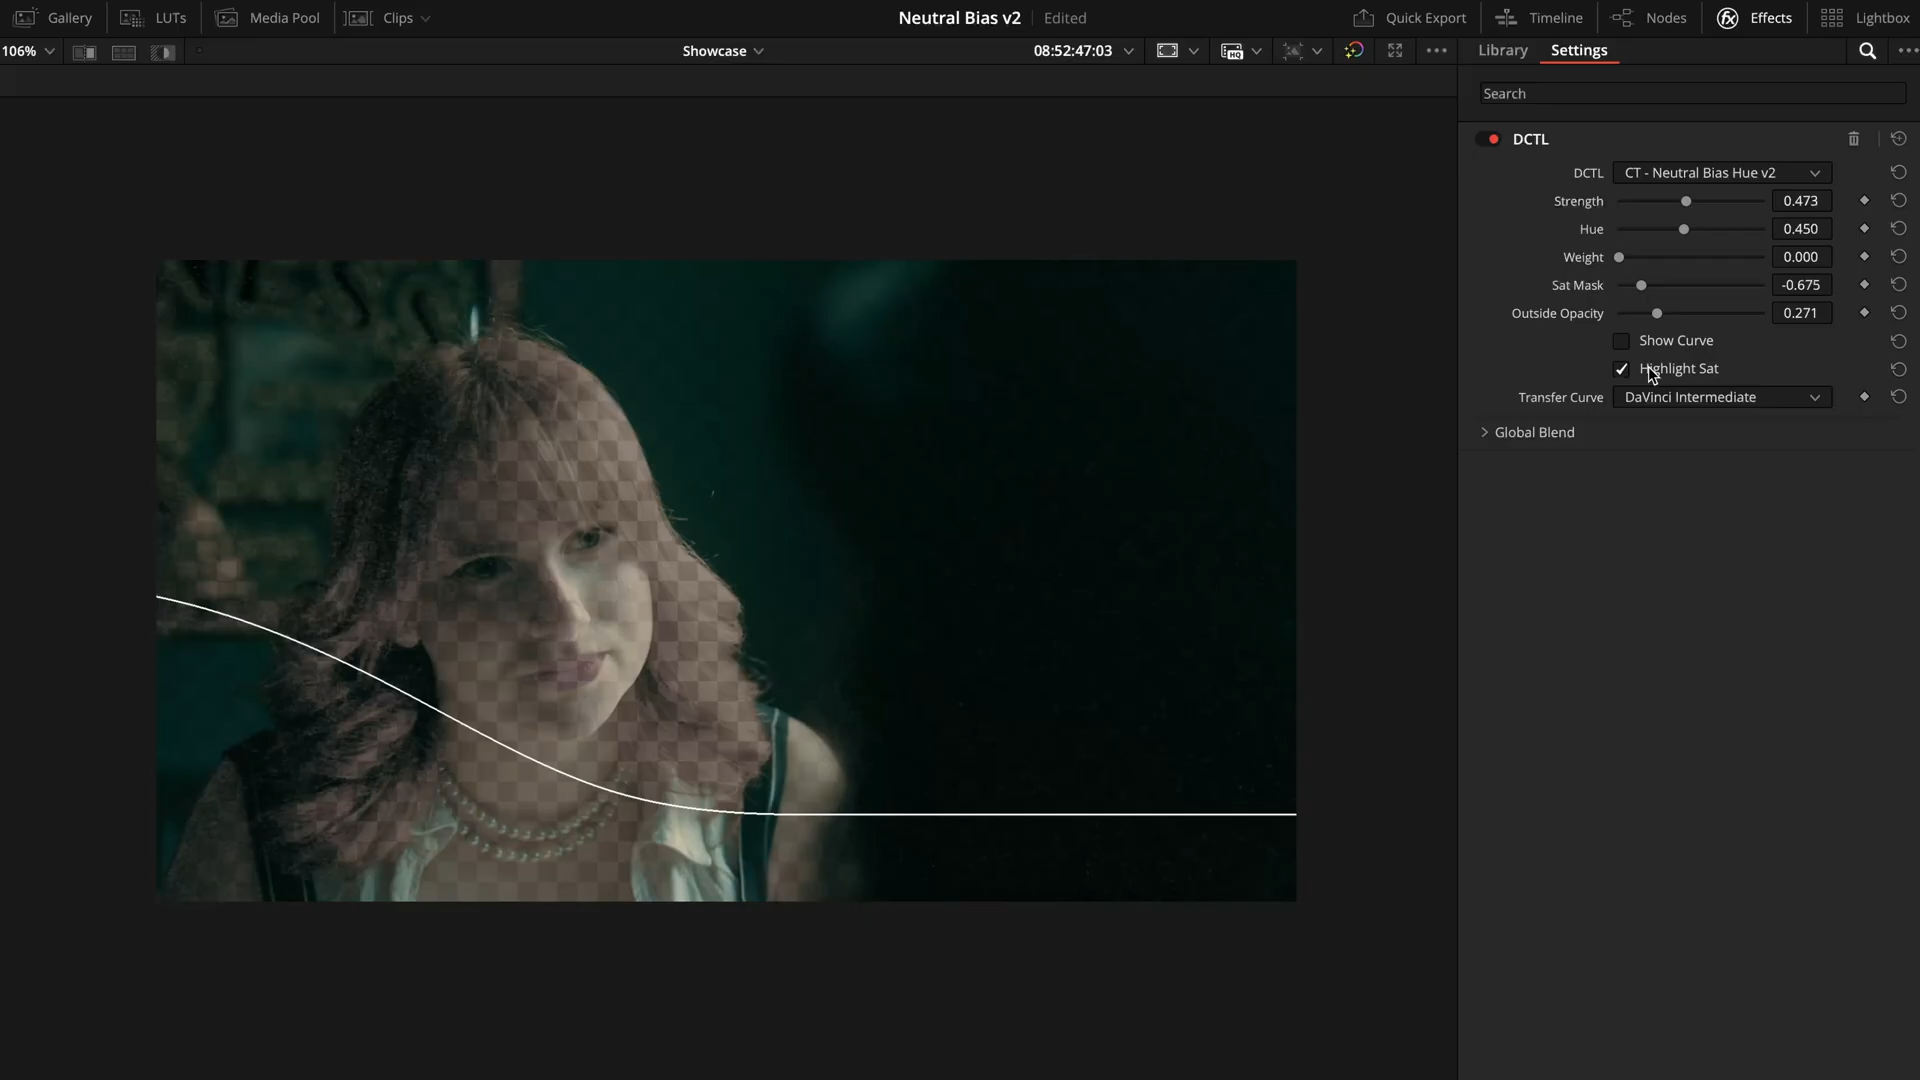 Gallery LUTs Media Pool Clips Neutral Bias v2 Edited Quick Export Timeline Nodes Effects Lightbox
106% Showcase 08:52:47:03 HQ Library Settings
Search
DCTL
DCTL CT - Neutral Bias Hue v2
Strength 0.473
Hue 0.450
Weight 0.000
Sat Mask -0.675
Outside Opacity 0.271
Show Curve
Highlight Sat
Transfer Curve DaVinci Intermediate
Global Blend